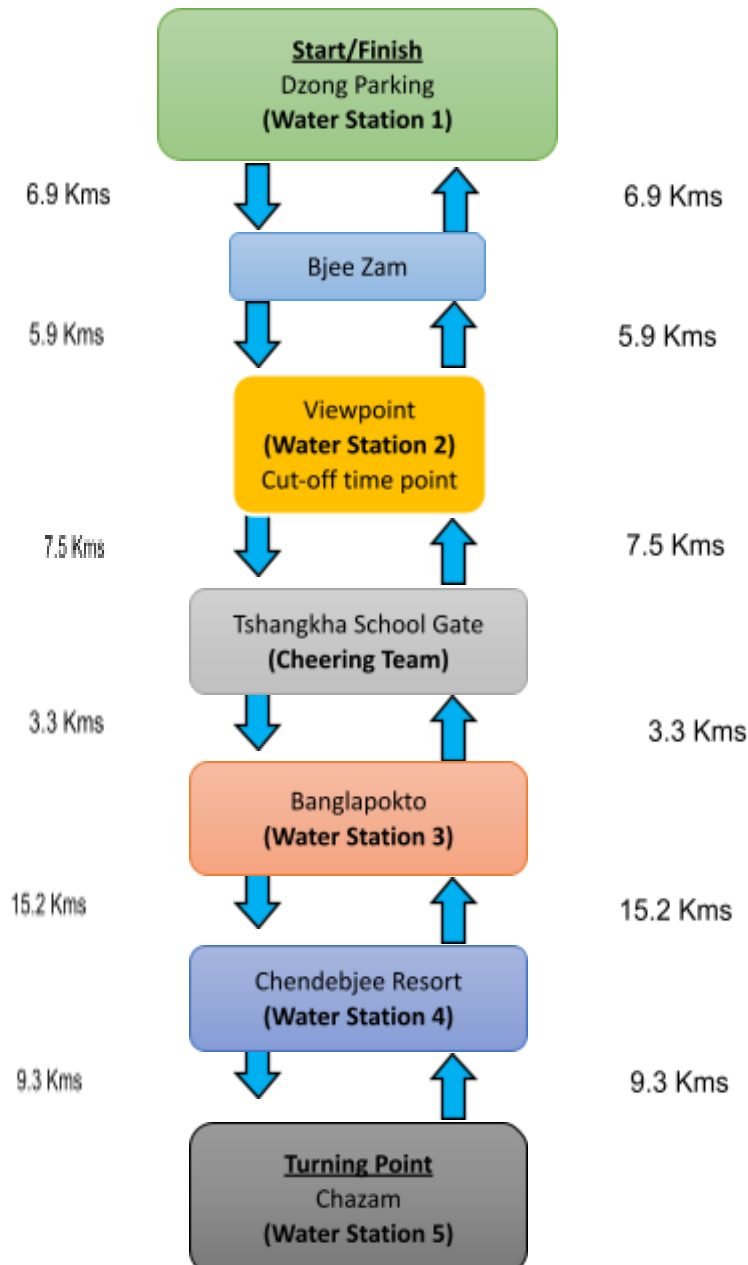 Start/Finish
Dzong Parking
(Water Station 1)
6.9 Kms
6.9 Kms
Bjee Zam
5.9 Kms
5.9 Kms
Viewpoint
(Water Station 2)
Cut-off time point
7.5 Kms
7.5 Kms
Tshangkha School Gate
(Cheering Team)
3.3 Kms
3.3 Kms
Banglapokto
(Water Station 3)
15.2 Kms
15.2 Kms
Chendebjee Resort
(Water Station 4)
9.3 Kms
9.3 Kms
Turning Point
Chazam
(Water Station 5)